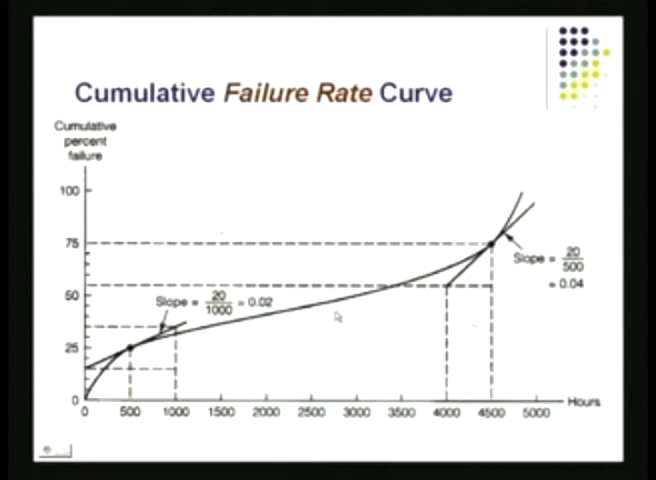 Cumulative Failure Rate Curve
Cumulative
percent
failure
100
75
50
25
0
Slope = 20/1000 = 0.02
Slope = 20/500
= 0.04
0 500 1000 1500 2000 2500 3000 3500 4000 4500 5000 Hours